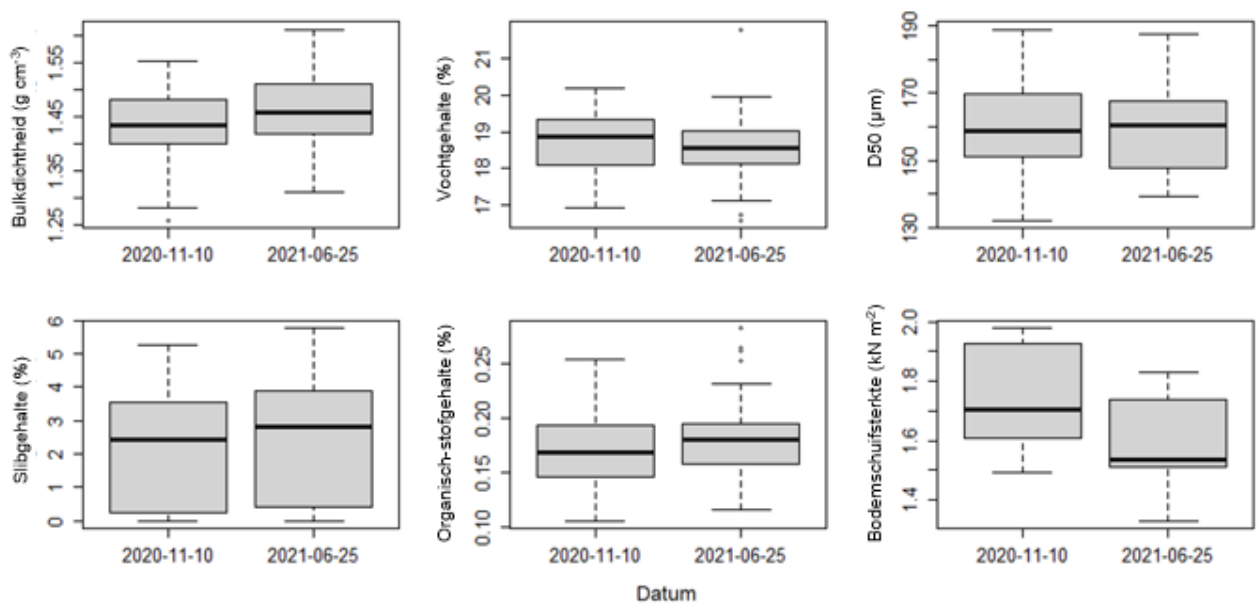 Bulkdichtheid (g cm⁻³)
1.25 1.35 1.45 1.55
2020-11-10 2021-06-25
Vochtgehalte (%)
17 18 19 20 21
2020-11-10 2021-06-25
D50 (µm)
130 150 170 190
2020-11-10 2021-06-25
Slibgehalte (%)
0 1 2 3 4 5 6
2020-11-10 2021-06-25
Organisch-stofgehalte (%)
0.10 0.15 0.20 0.25
2020-11-10 2021-06-25
Bodemschuifsterkte (kN m⁻²)
1.4 1.6 1.8 2.0
2020-11-10 2021-06-25
Datum